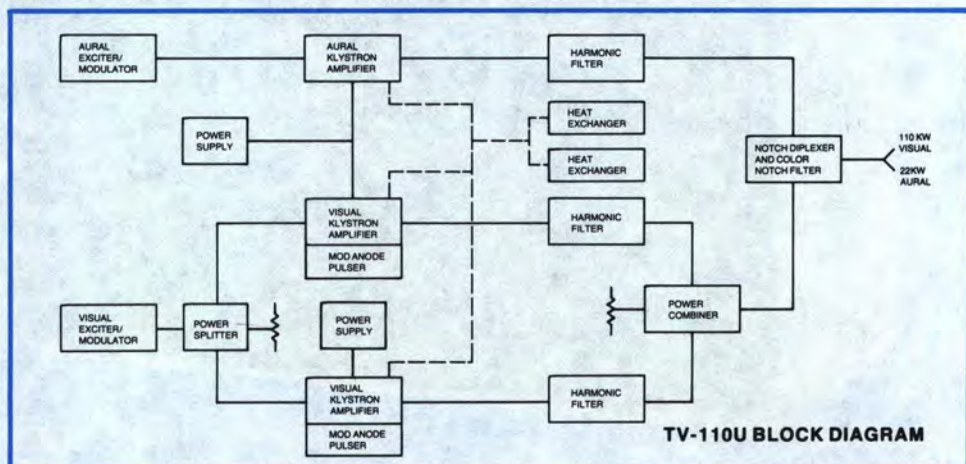 AURAL
EXCITER/
MODULATOR
AURAL
KLYSTRON
AMPLIFIER
HARMONIC
FILTER
POWER
SUPPLY
HEAT
EXCHANGER
HEAT
EXCHANGER
NOTCH DIPLEXER
AND COLOR
NOTCH FILTER
110 KW
VISUAL
22KW
AURAL
VISUAL
KLYSTRON
AMPLIFIER
MOD ANODE
PULSER
HARMONIC
FILTER
VISUAL
EXCITER/
MODULATOR
POWER
SPLITTER
POWER
SUPPLY
POWER
COMBINER
VISUAL
KLYSTRON
AMPLIFIER
MOD ANODE
PULSER
HARMONIC
FILTER
TV-110U BLOCK DIAGRAM